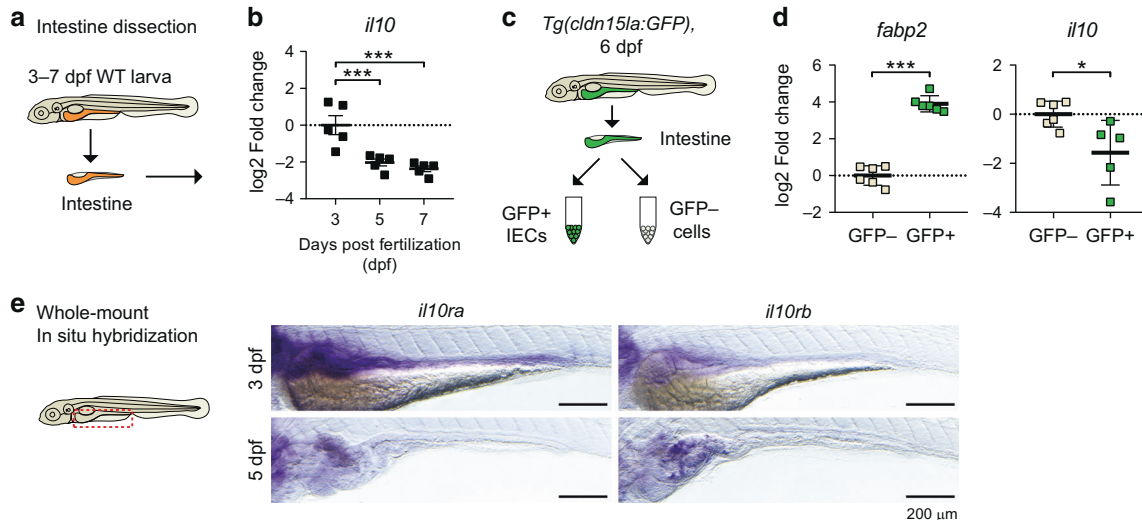 a Intestine dissection
3–7 dpf WT larva
Intestine
b il10
***
***
log2 Fold change
4
2
0
−2
−4
3 5 7
Days post fertilization
(dpf)
c Tg(cldn15la:GFP),
6 dpf
Intestine
GFP+
IECs
GFP–
cells
d fabp2
***
log2 Fold change
6
4
2
0
−2
GFP– GFP+
il10
*
2
0
−2
−4
GFP– GFP+
e Whole-mount
In situ hybridization
il10ra il10rb
3 dpf
5 dpf
200 μm